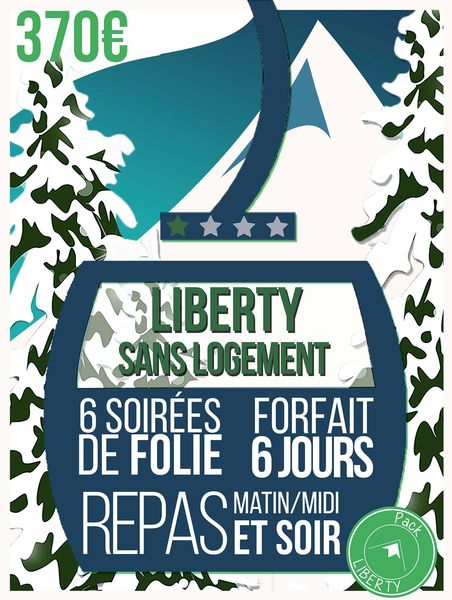 370€
LIBERTY
SANS LOGEMENT
6 SOIRÉES
DE FOLIE
FORFAIT
6 JOURS
REPAS
MATIN/MIDI
ET SOIR
Pack
LIBERTY